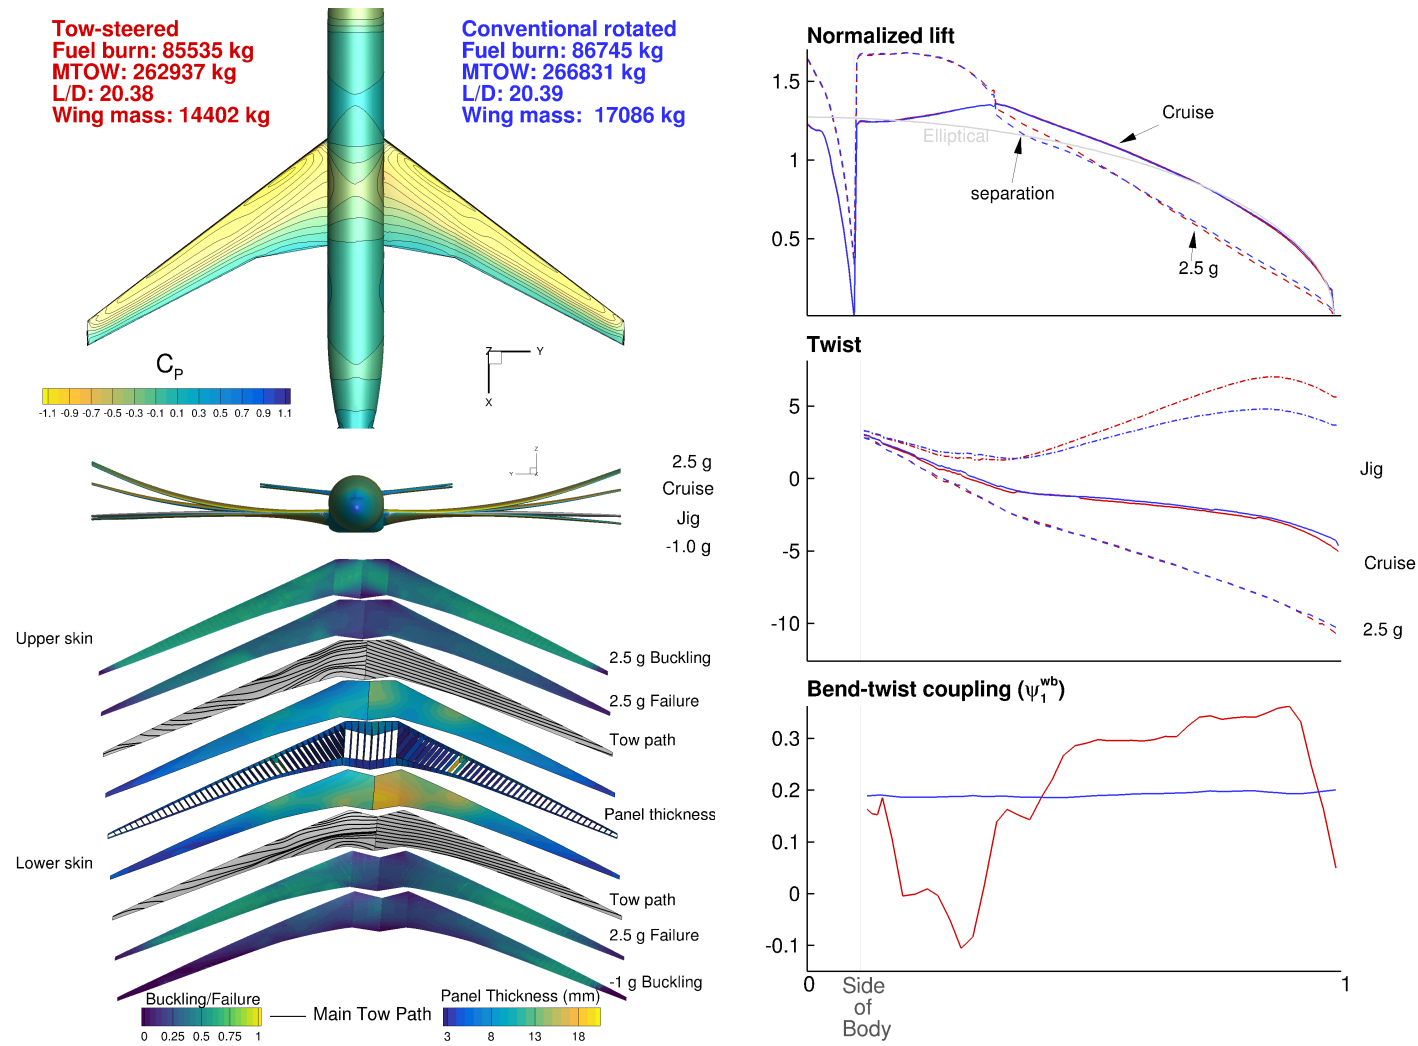 Tow-steered
Fuel burn: 85535 kg
MTOW: 262937 kg
L/D: 20.38
Wing mass: 14402 kg
Conventional rotated
Fuel burn: 86745 kg
MTOW: 266831 kg
L/D: 20.39
Wing mass: 17086 kg
C_P
-1.1 -0.9 -0.7 -0.5 -0.3 -0.1 0.1 0.3 0.5 0.7 0.9 1.1
Z Y
X
Z
Y X
2.5 g
Cruise
Jig
-1.0 g
Upper skin
2.5 g Buckling
2.5 g Failure
Tow path
Panel thickness
Lower skin
Tow path
2.5 g Failure
-1 g Buckling
Buckling/Failure
0 0.25 0.5 0.75 1
Main Tow Path
Panel Thickness (mm)
3 8 13 18
Normalized lift
1.5
1
0.5
Elliptical
Cruise
separation
2.5 g
Twist
5
0
-5
-10
Jig
Cruise
2.5 g
Bend-twist coupling (ψ₁ʷᵇ)
0.3
0.2
0.1
0
-0.1
0 1
Side
of
Body